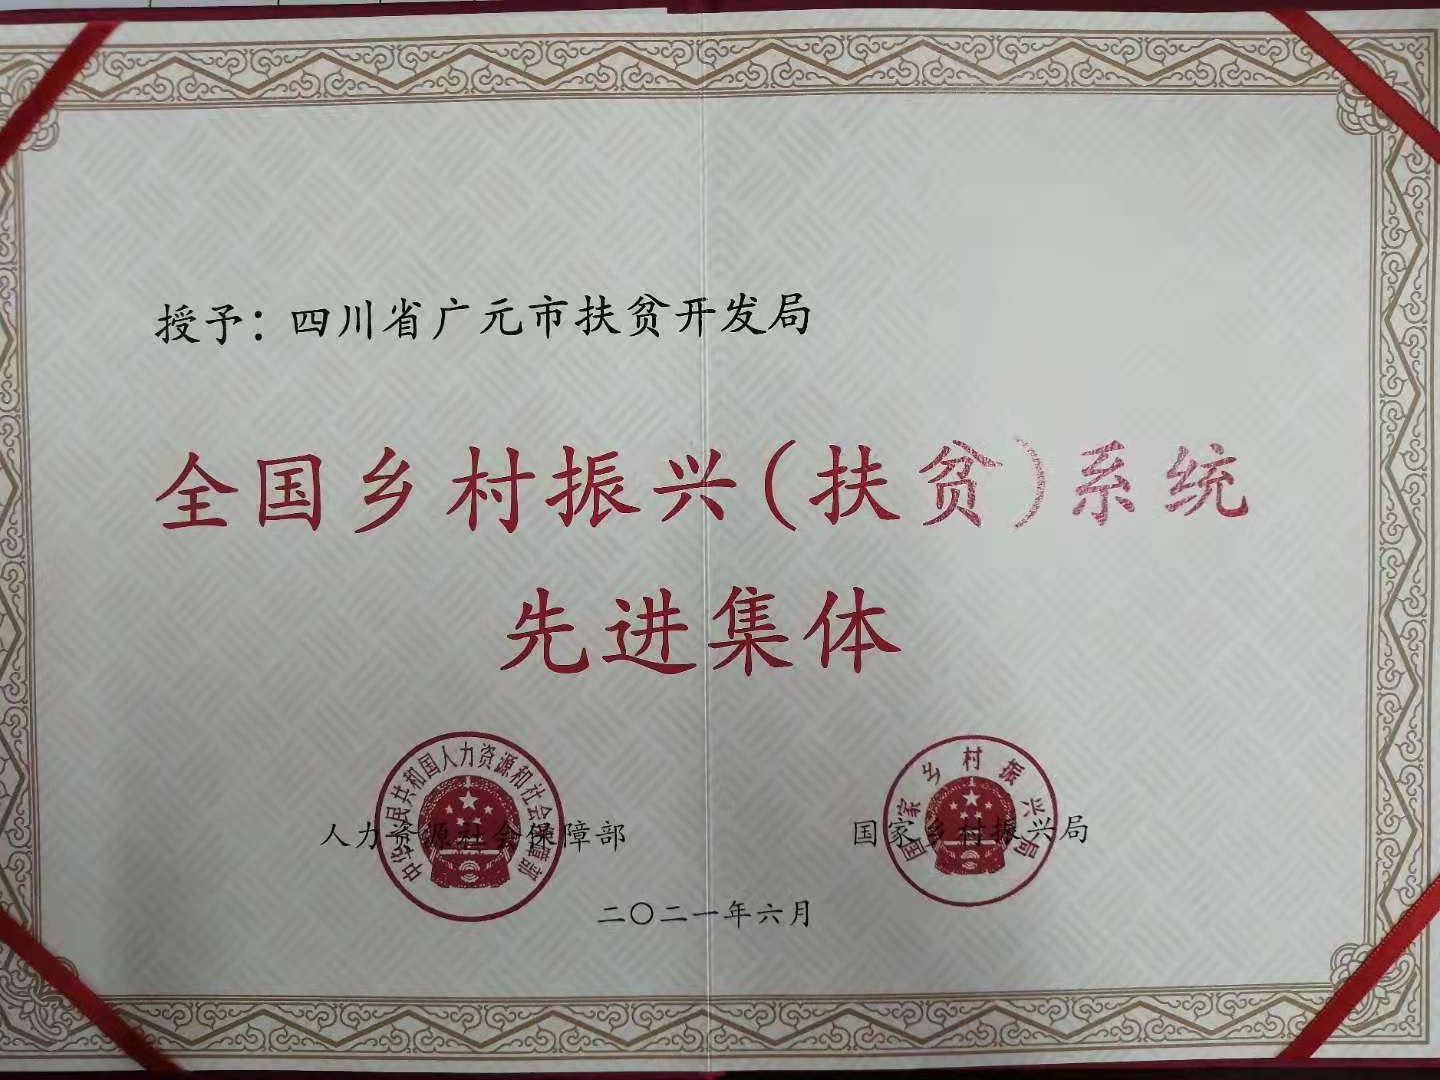 授予：四川省广元市扶贫开发局
全国乡村振兴(扶贫)系统
先进集体
中华人民共和国人力资源和社会保障部
国家乡村振兴局
人力资源社会保障部
国家乡村振兴局
二〇二一年六月